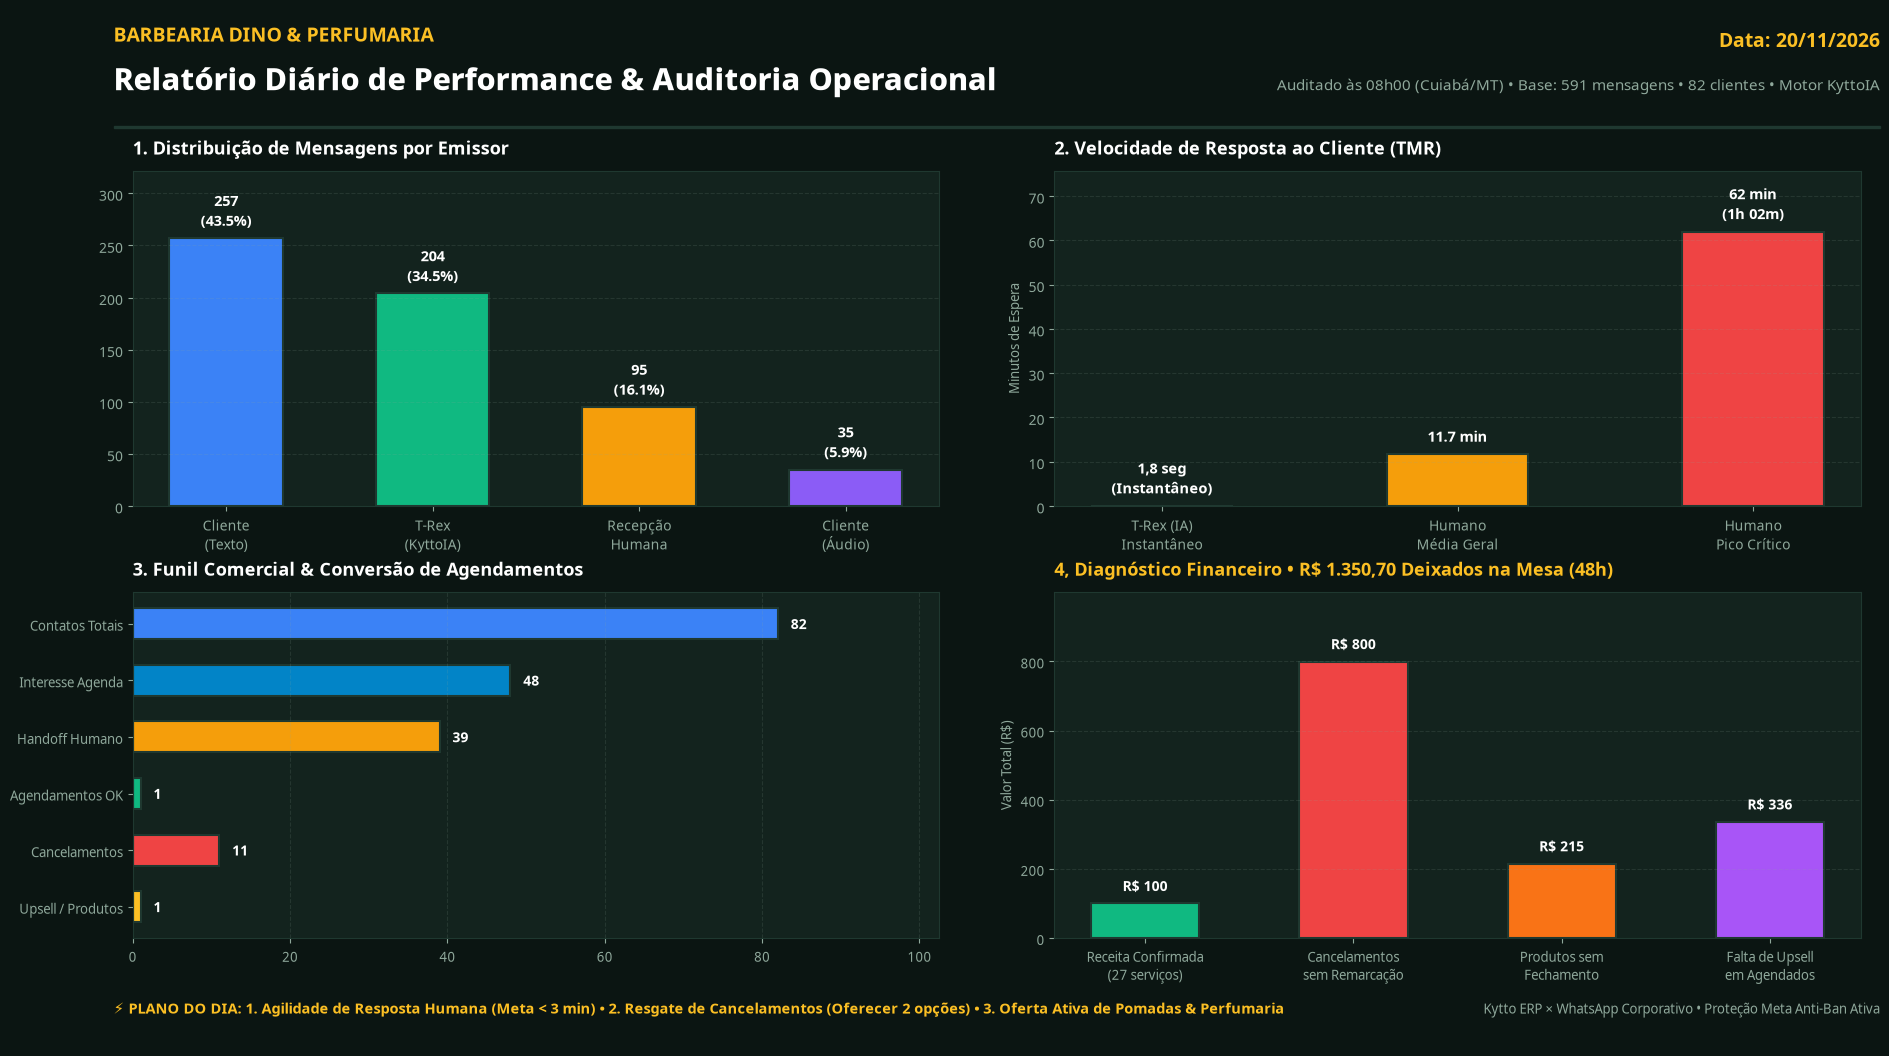 BARBEARIA DINO & PERFUMARIA
Data: 20/11/2026
Relatório Diário de Performance & Auditoria Operacional
Auditado às 08h00 (Cuiabá/MT) • Base: 591 mensagens • 82 clientes • Motor KyttoIA
1. Distribuição de Mensagens por Emissor
300
250
200
150
100
50
0
257
(43.5%)
204
(34.5%)
95
(16.1%)
35
(5.9%)
Cliente
(Texto)
T-Rex
(KyttoIA)
Recepção
Humana
Cliente
(Áudio)
2. Velocidade de Resposta ao Cliente (TMR)
Minutos de Espera
70
60
50
40
30
20
10
0
1,8 seg
(Instantâneo)
11.7 min
62 min
(1h 02m)
T-Rex (IA)
Instantâneo
Humano
Média Geral
Humano
Pico Crítico
3. Funil Comercial & Conversão de Agendamentos
Contatos Totais
82
Interesse Agenda
48
Handoff Humano
39
Agendamentos OK
1
Cancelamentos
11
Upsell / Produtos
1
0
20
40
60
80
100
4, Diagnóstico Financeiro • R$ 1.350,70 Deixados na Mesa (48h)
Valor Total (R$)
800
600
400
200
0
R$ 100
R$ 800
R$ 215
R$ 336
Receita Confirmada
(27 serviços)
Cancelamentos
sem Remarcação
Produtos sem
Fechamento
Falta de Upsell
em Agendados
⚡ PLANO DO DIA: 1. Agilidade de Resposta Humana (Meta < 3 min) • 2. Resgate de Cancelamentos (Oferecer 2 opções) • 3. Oferta Ativa de Pomadas & Perfumaria
Kytto ERP × WhatsApp Corporativo • Proteção Meta Anti-Ban Ativa